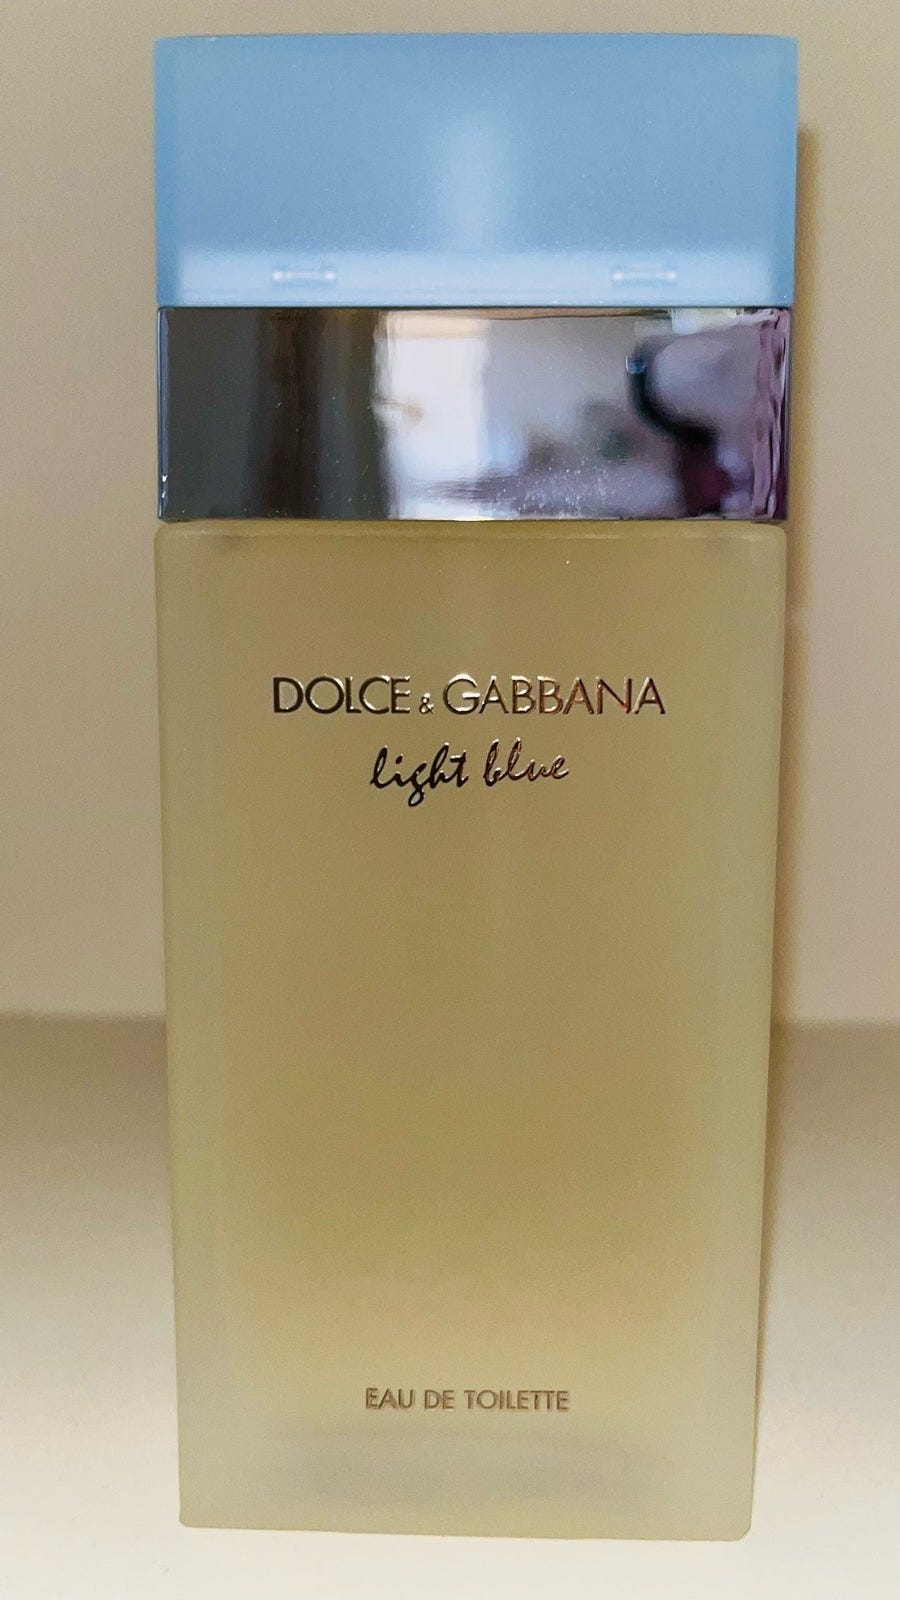 DOLCE & GABBANA
light blue
EAU DE TOILETTE